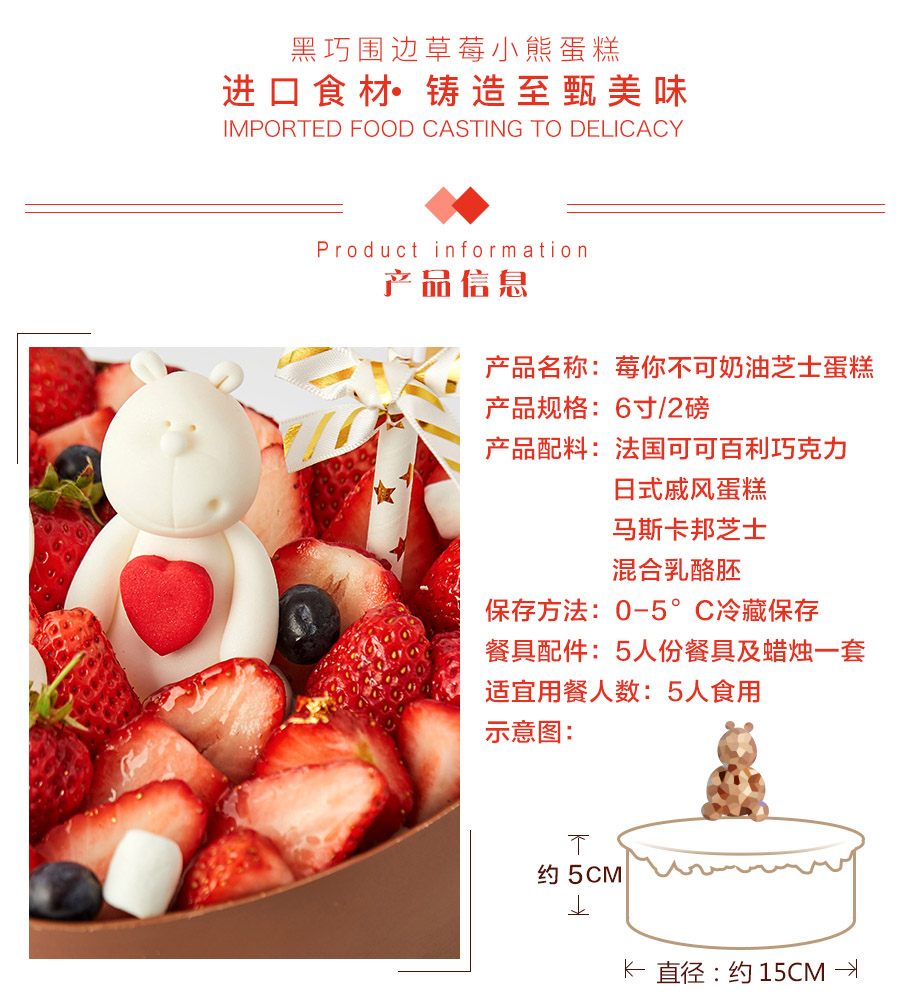 黑巧围边草莓小熊蛋糕
进口食材·铸造至甄美味
IMPORTED FOOD CASTING TO DELICACY
Product information
产品信息
产品名称：莓你不可奶油芝士蛋糕
产品规格：6寸/2磅
产品配料：法国可可百利巧克力
日式戚风蛋糕
马斯卡邦芝士
混合乳酪胚
保存方法：0-5°C冷藏保存
餐具配件：5人份餐具及蜡烛一套
适宜用餐人数：5人食用
示意图：
约 5CM
直径：约 15CM